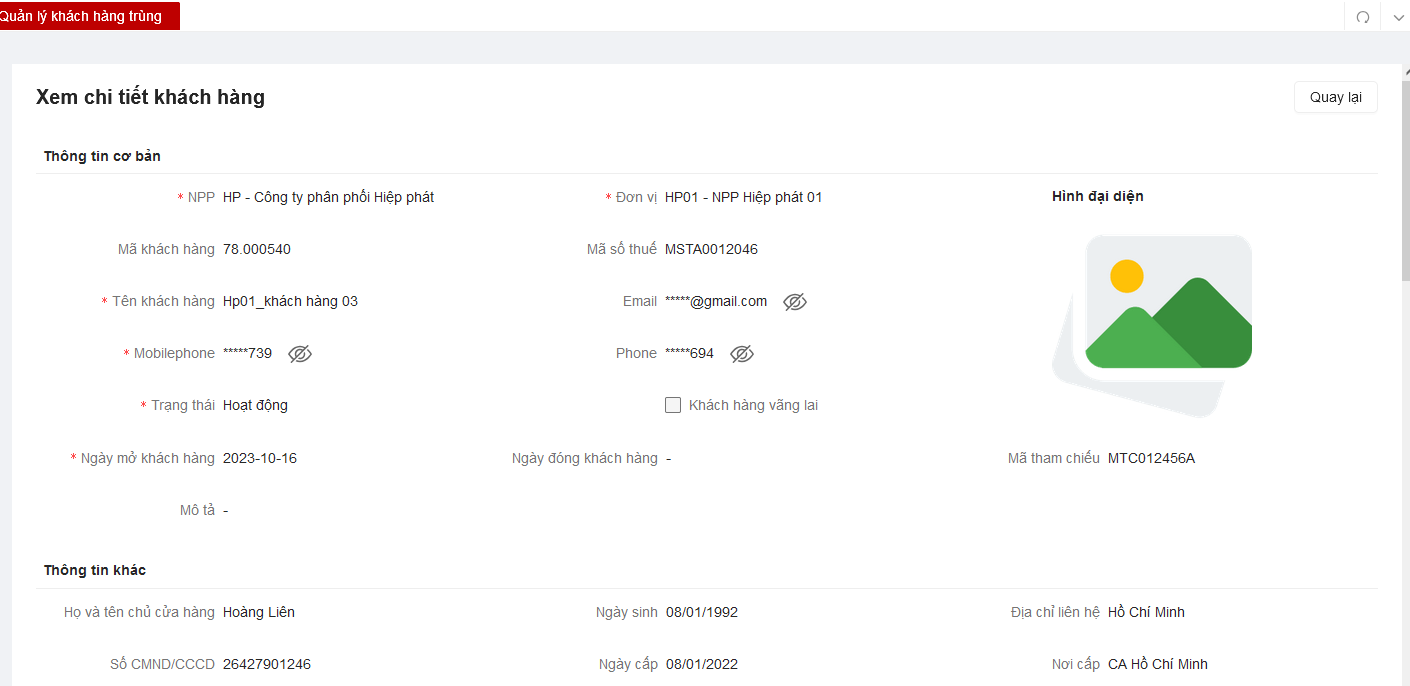 Quản lý khách hàng trùng
Xem chi tiết khách hàng
Quay lại
Thông tin cơ bản
* NPP HP - Công ty phân phối Hiệp phát
* Đơn vị HP01 - NPP Hiệp phát 01
Hình đại diện
Mã khách hàng 78.000540
Mã số thuế MSTA0012046
* Tên khách hàng Hp01_khách hàng 03
Email *****@gmail.com
* Mobilephone *****739
Phone *****694
* Trạng thái Hoạt động
Khách hàng vãng lai
* Ngày mở khách hàng 2023-10-16
Ngày đóng khách hàng -
Mã tham chiếu MTC012456A
Mô tả -
Thông tin khác
Họ và tên chủ cửa hàng Hoàng Liên
Ngày sinh 08/01/1992
Địa chỉ liên hệ Hồ Chí Minh
Số CMND/CCCD 26427901246
Ngày cấp 08/01/2022
Nơi cấp CA Hồ Chí Minh